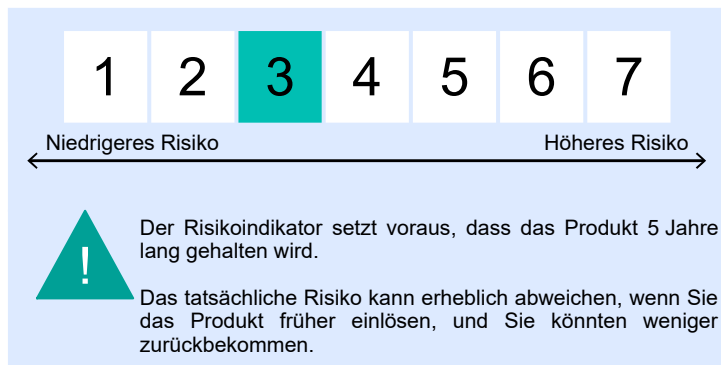 1 2 3 4 5 6 7
Niedrigeres Risiko Höheres Risiko
!
Der Risikoindikator setzt voraus, dass das Produkt 5 Jahre
lang gehalten wird.
Das tatsächliche Risiko kann erheblich abweichen, wenn Sie
das Produkt früher einlösen, und Sie könnten weniger
zurückbekommen.